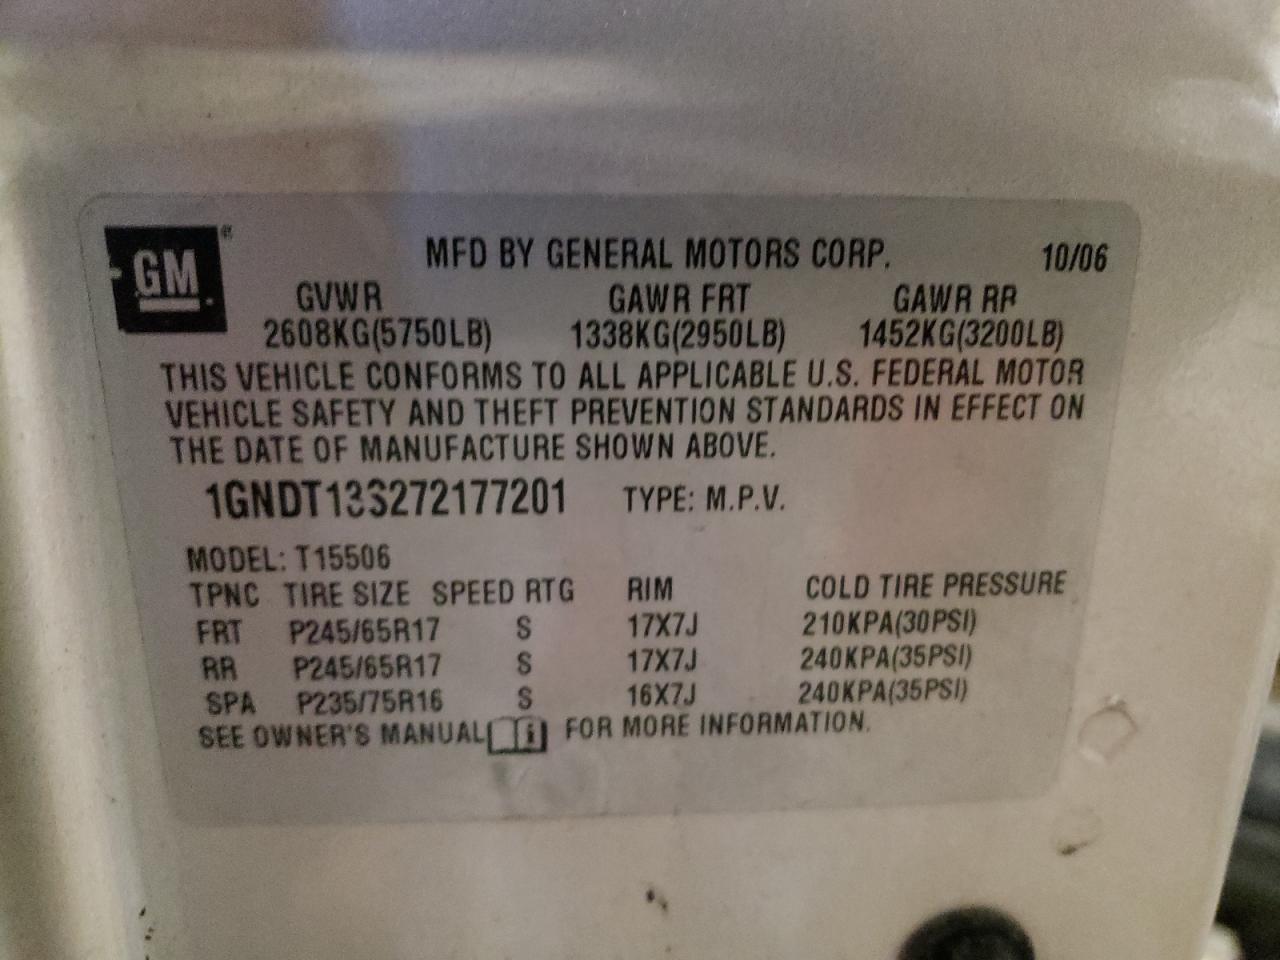 GM ®
MFD BY GENERAL MOTORS CORP. 10/06
GVWR GAWR FRT GAWR RR
2608KG(5750LB) 1338KG(2950LB) 1452KG(3200LB)
THIS VEHICLE CONFORMS TO ALL APPLICABLE U.S. FEDERAL MOTOR
VEHICLE SAFETY AND THEFT PREVENTION STANDARDS IN EFFECT ON
THE DATE OF MANUFACTURE SHOWN ABOVE.
1GNDT13S272177201 TYPE: M.P.V.
MODEL: T15506
TPNC TIRE SIZE SPEED RTG RIM COLD TIRE PRESSURE
FRT P245/65R17 S 17X7J 210KPA(30PSI)
RR P245/65R17 S 17X7J 240KPA(35PSI)
SPA P235/75R16 S 16X7J 240KPA(35PSI)
SEE OWNER'S MANUAL i FOR MORE INFORMATION.